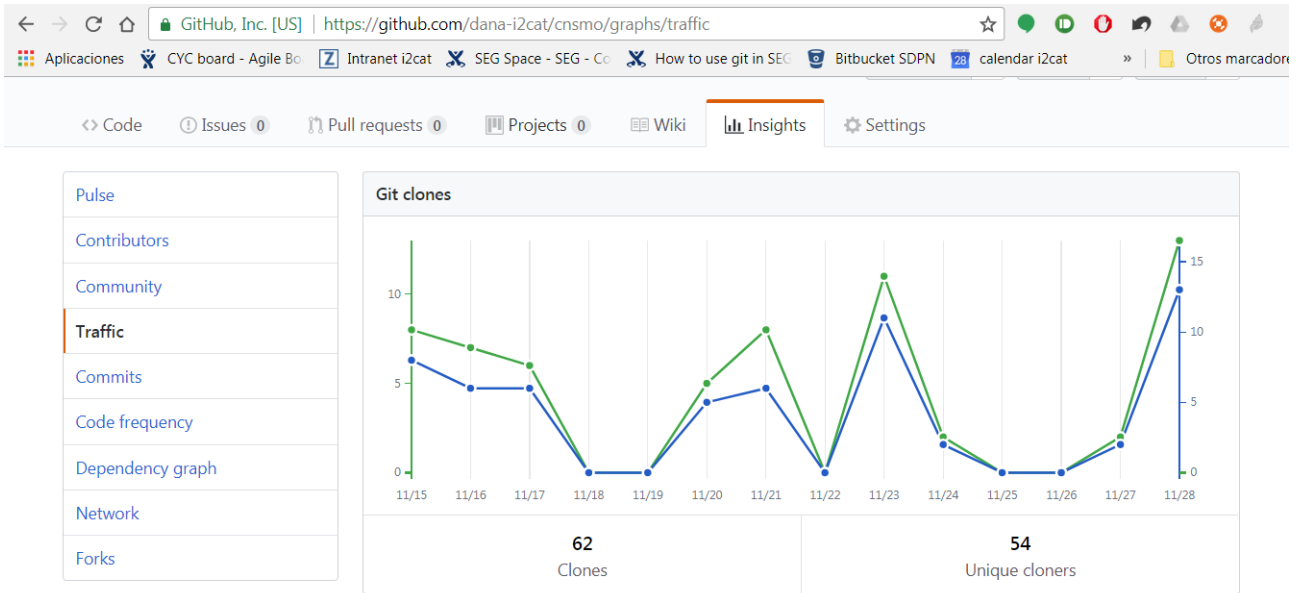 GitHub, Inc. [US] | https://github.com/dana-i2cat/cnsmo/graphs/traffic
Aplicaciones CYC board - Agile Bo Intranet i2cat SEG Space - SEG - Co How to use git in SEG Bitbucket SDPN 28 calendar i2cat » Otros marcadore
Code Issues 0 Pull requests 0 Projects 0 Wiki Insights Settings
Pulse
Contributors
Community
Traffic
Commits
Code frequency
Dependency graph
Network
Forks
Git clones
10
5
0
15
10
5
0
11/15 11/16 11/17 11/18 11/19 11/20 11/21 11/22 11/23 11/24 11/25 11/26 11/27 11/28
62 54
Clones Unique cloners